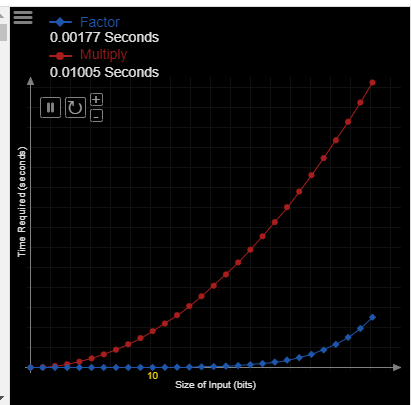 Factor
0.00177 Seconds
Multiply
0.01005 Seconds
Time Required (seconds)
10
Size of Input (bits)